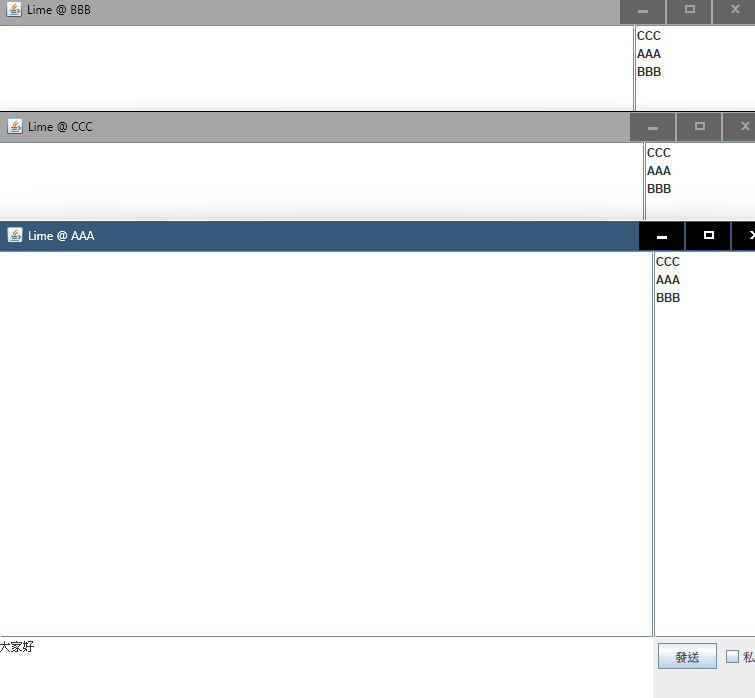 Lime @ BBB
CCC
AAA
BBB
Lime @ CCC
CCC
AAA
BBB
Lime @ AAA
CCC
AAA
BBB
大家好
發送
私